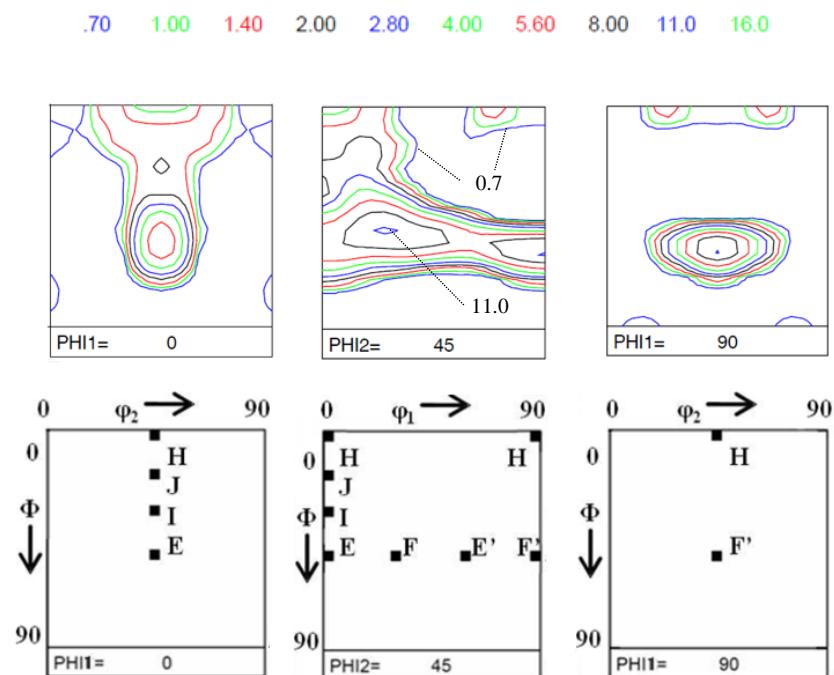 .70 1.00 1.40 2.00 2.80 4.00 5.60 8.00 11.0 16.0
0.7
11.0
PHI1= 0
PHI2= 45
PHI1= 90
0 φ₂ 90
0 φ₁ 90
0 φ₂ 90
0
H
J
Φ
I
E
90
PHI1= 0
0
H H
J
Φ
I
E F E’ F’
90
PHI2= 45
0
H
Φ
F’
90
PHI1= 90